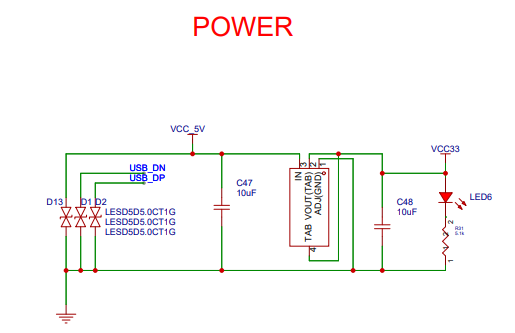 POWER
VCC_5V
USB_DN
USB_DP
VCC33
C47
10uF
3
2
1
IN
VOUT(TAB)
ADJ(GND)
TAB
4
C48
10uF
LED6
D13
D1
D2
LESD5D5.0CT1G
LESD5D5.0CT1G
LESD5D5.0CT1G
2
R31
5.1k
1